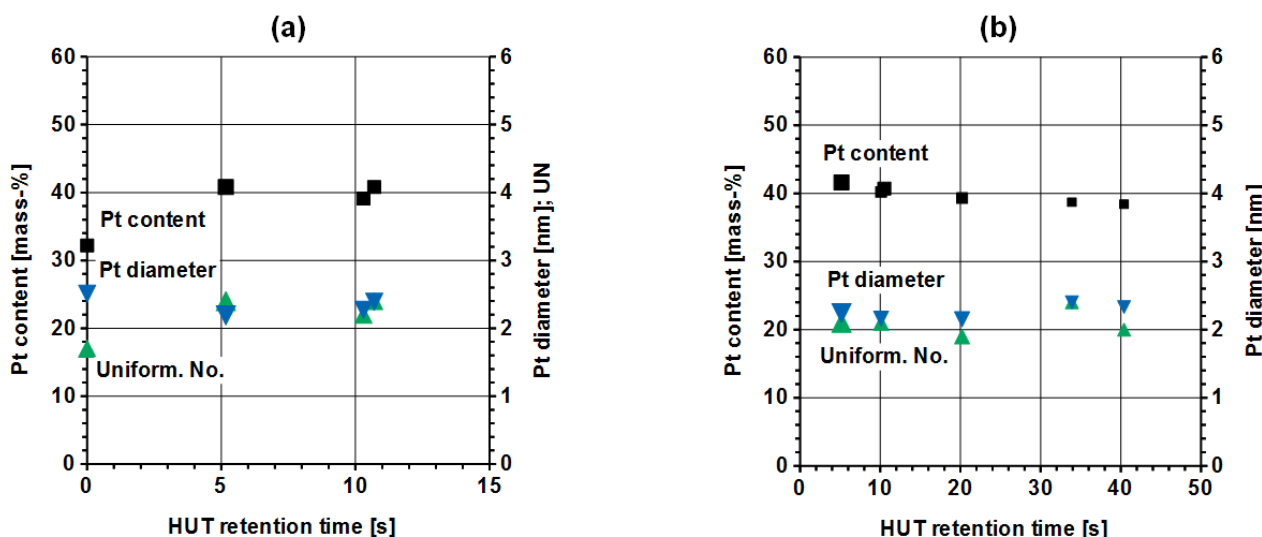 (a)
60
50
40
30
20
10
0
Pt content [mass-%]
6
5
4
3
2
1
0
Pt diameter [nm]; UN
Pt content
Pt diameter
Uniform. No.
0
5
10
15
HUT retention time [s]
(b)
60
50
40
30
20
10
0
Pt content [mass-%]
6
5
4
3
2
1
0
Pt diameter [nm]
Pt content
Pt diameter
Uniform. No.
0
10
20
30
40
50
HUT retention time [s]